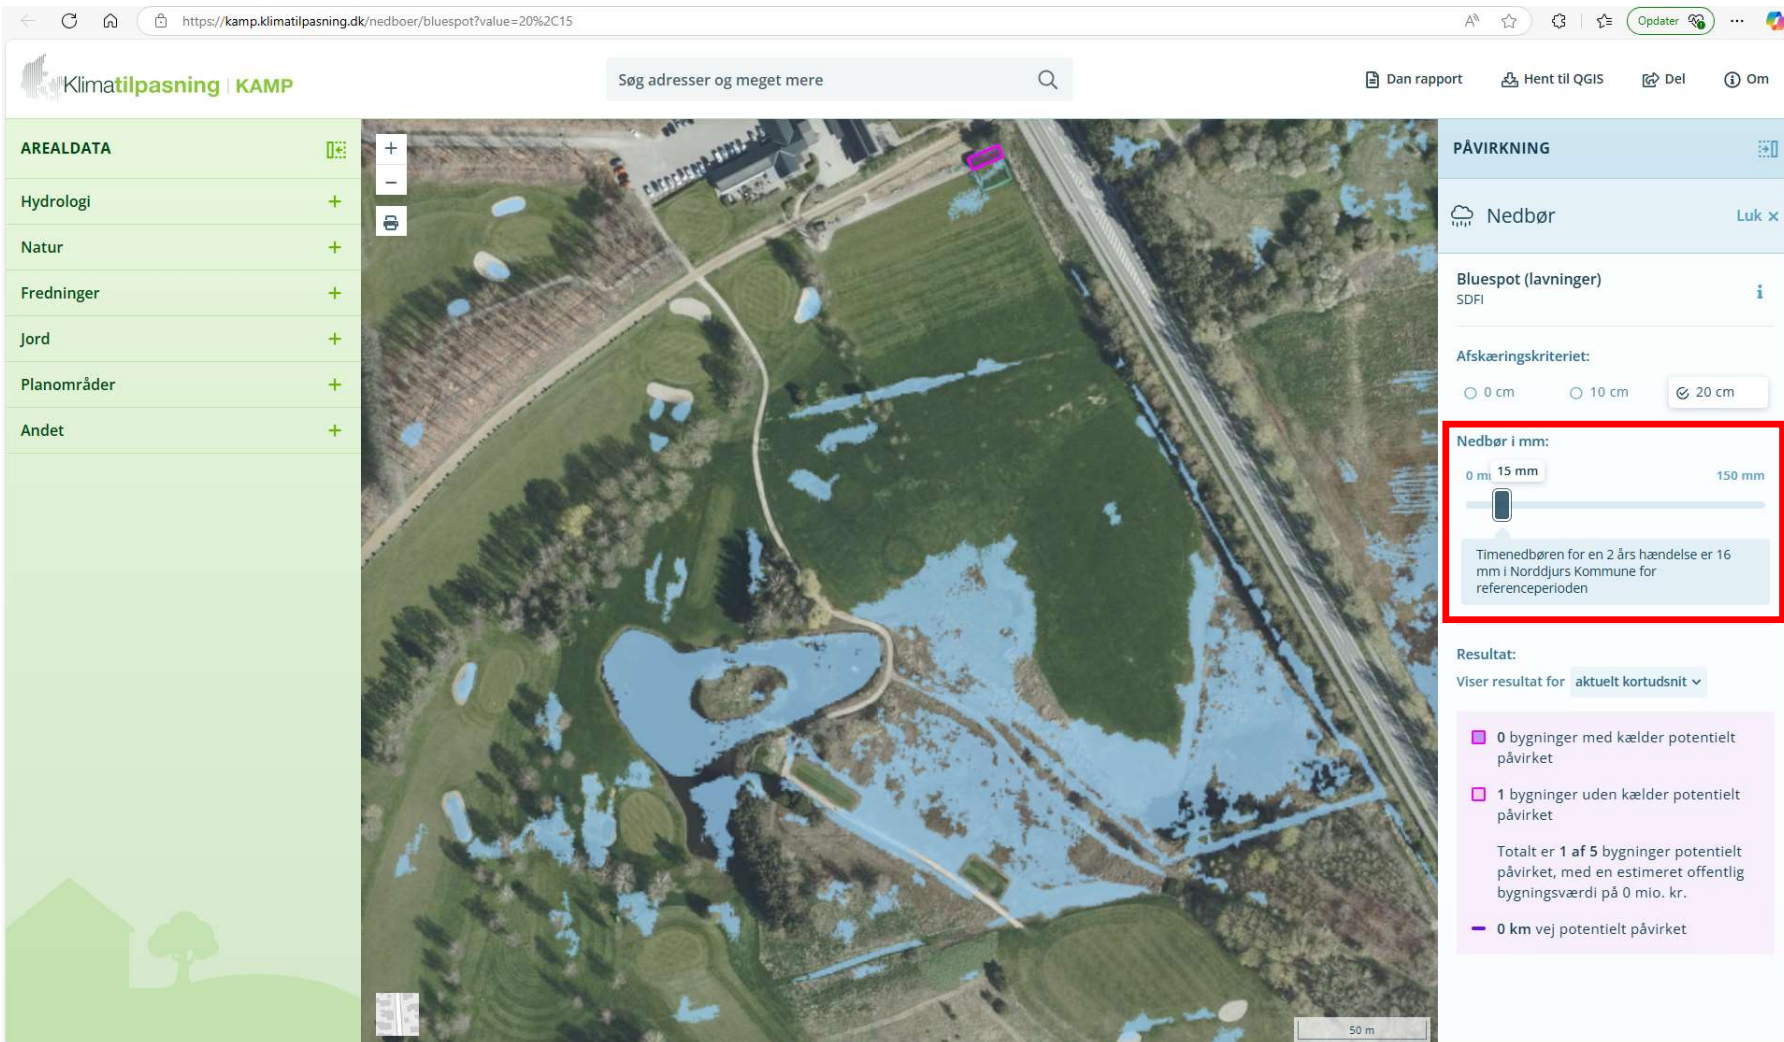 https://kamp.klimatilpasning.dk/nedboer/bluespot?value=20%2C15
Opdater
Klimatilpasning | KAMP
Søg adresser og meget mere
Dan rapport
Hent til QGIS
Del
Om
AREALDATA
Hydrologi
Natur
Fredninger
Jord
Planområder
Andet
50 m
PÅVIRKNING
Nedbør
Luk ×
Bluespot (lavninger)
SDFI
Afskæringskriteriet:
0 cm
10 cm
20 cm
Nedbør i mm:
15 mm
150 mm
Timenedbøren for en 2 års hændelse er 16
mm i Norddjurs Kommune for
referenceperioden
Resultat:
Viser resultat for aktuelt kortudsnit
0 bygninger med kælder potentielt
påvirket
1 bygninger uden kælder potentielt
påvirket
Totalt er 1 af 5 bygninger potentielt
påvirket, med en estimeret offentlig
bygningsværdi på 0 mio. kr.
0 km vej potentielt påvirket